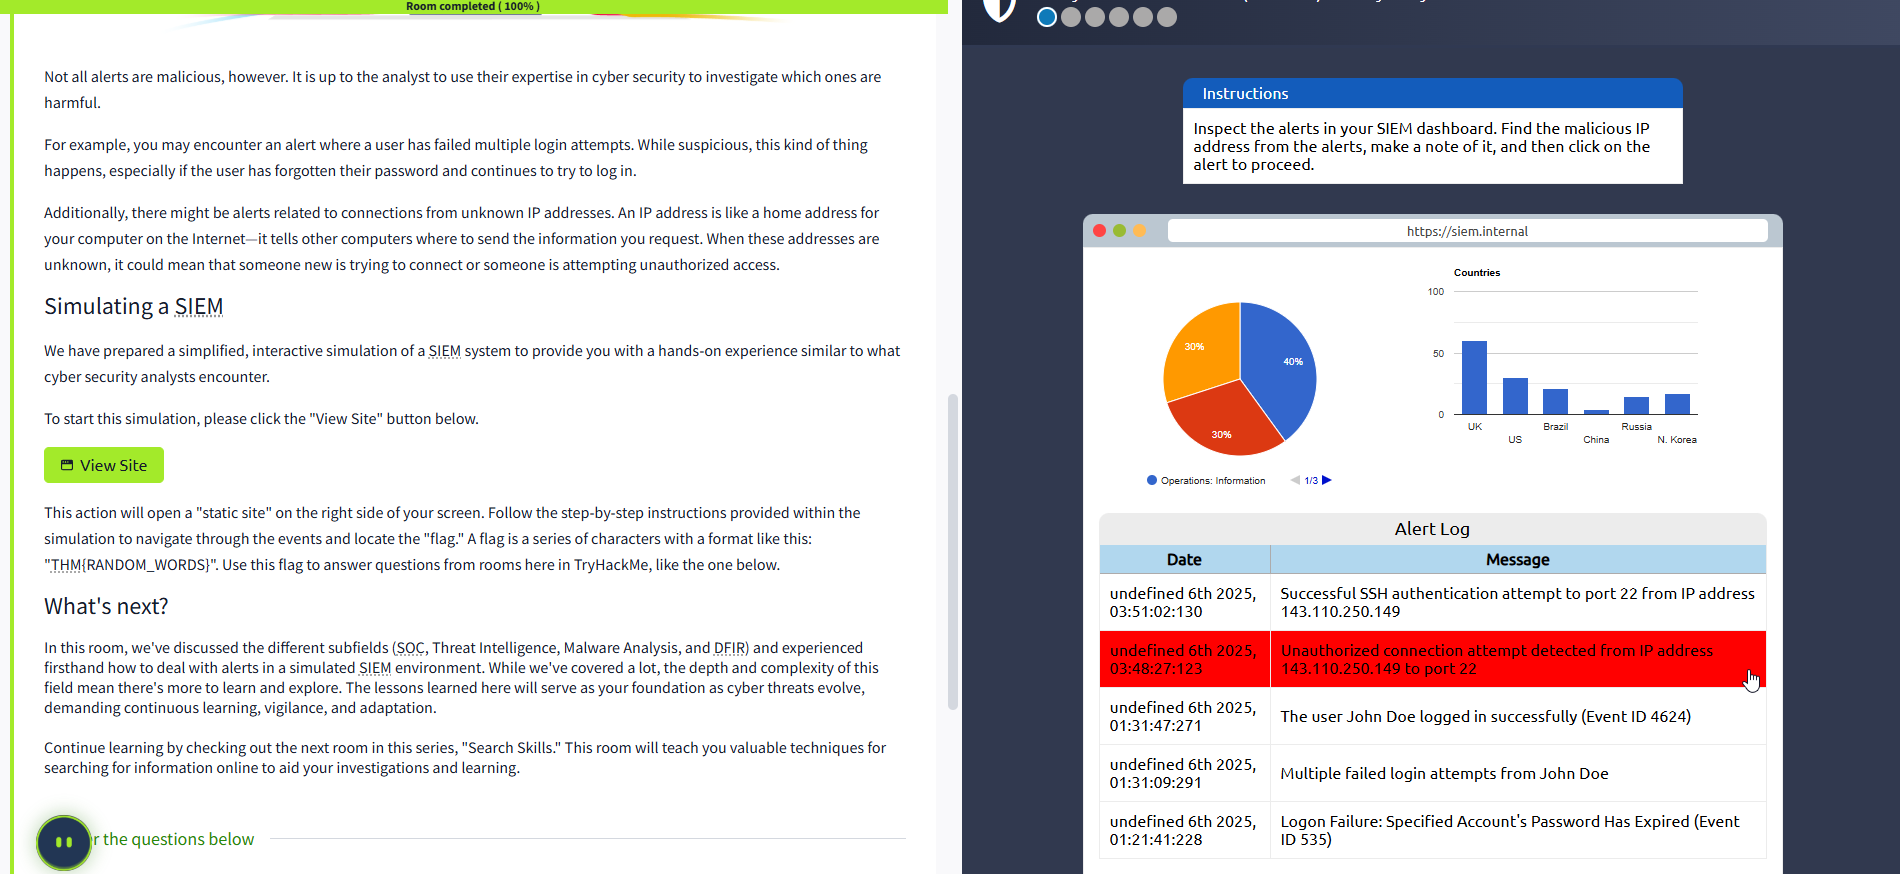 Room completed ( 100% )
Not all alerts are malicious, however. It is up to the analyst to use their expertise in cyber security to investigate which ones are
harmful.
For example, you may encounter an alert where a user has failed multiple login attempts. While suspicious, this kind of thing
happens, especially if the user has forgotten their password and continues to try to log in.
Additionally, there might be alerts related to connections from unknown IP addresses. An IP address is like a home address for
your computer on the Internet—it tells other computers where to send the information you request. When these addresses are
unknown, it could mean that someone new is trying to connect or someone is attempting unauthorized access.
Simulating a SIEM
We have prepared a simplified, interactive simulation of a SIEM system to provide you with a hands-on experience similar to what
cyber security analysts encounter.
To start this simulation, please click the "View Site" button below.
View Site
This action will open a "static site" on the right side of your screen. Follow the step-by-step instructions provided within the
simulation to navigate through the events and locate the "flag." A flag is a series of characters with a format like this:
"THM{RANDOM_WORDS}". Use this flag to answer questions from rooms here in TryHackMe, like the one below.
What's next?
In this room, we've discussed the different subfields (SOC, Threat Intelligence, Malware Analysis, and DFIR) and experienced
firsthand how to deal with alerts in a simulated SIEM environment. While we've covered a lot, the depth and complexity of this
field mean there's more to learn and explore. The lessons learned here will serve as your foundation as cyber threats evolve,
demanding continuous learning, vigilance, and adaptation.
Continue learning by checking out the next room in this series, "Search Skills." This room will teach you valuable techniques for
searching for information online to aid your investigations and learning.
r the questions below
Instructions
Inspect the alerts in your SIEM dashboard. Find the malicious IP
address from the alerts, make a note of it, and then click on the
alert to proceed.
https://siem.internal
30%
40%
30%
Operations: Information
1/3
Countries
100
50
0
UK
US
Brazil
China
Russia
N. Korea
Alert Log
Date Message
undefined 6th 2025,
03:51:02:130
Successful SSH authentication attempt to port 22 from IP address
143.110.250.149
undefined 6th 2025,
03:48:27:123
Unauthorized connection attempt detected from IP address
143.110.250.149 to port 22
undefined 6th 2025,
01:31:47:271
The user John Doe logged in successfully (Event ID 4624)
undefined 6th 2025,
01:31:09:291
Multiple failed login attempts from John Doe
undefined 6th 2025,
01:21:41:228
Logon Failure: Specified Account's Password Has Expired (Event
ID 535)